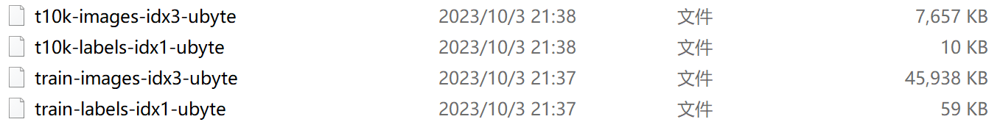 t10k-images-idx3-ubyte 2023/10/3 21:38 文件 7,657 KB
t10k-labels-idx1-ubyte 2023/10/3 21:38 文件 10 KB
train-images-idx3-ubyte 2023/10/3 21:37 文件 45,938 KB
train-labels-idx1-ubyte 2023/10/3 21:37 文件 59 KB